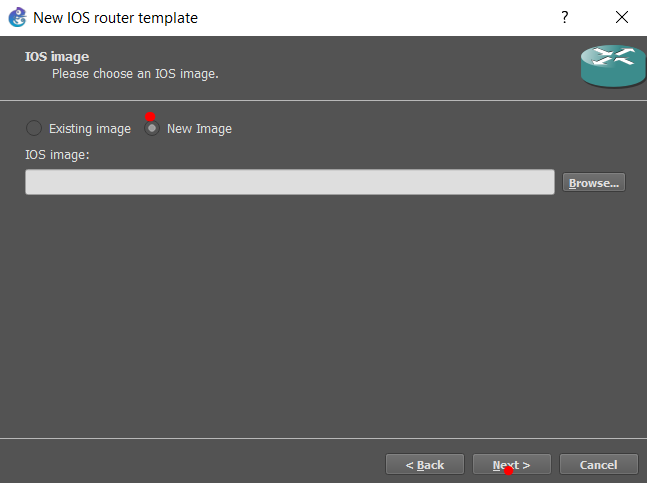 New IOS router template ?
IOS image
Please choose an IOS image.
Existing image New Image
IOS image:
Browse...
< Back Next > Cancel